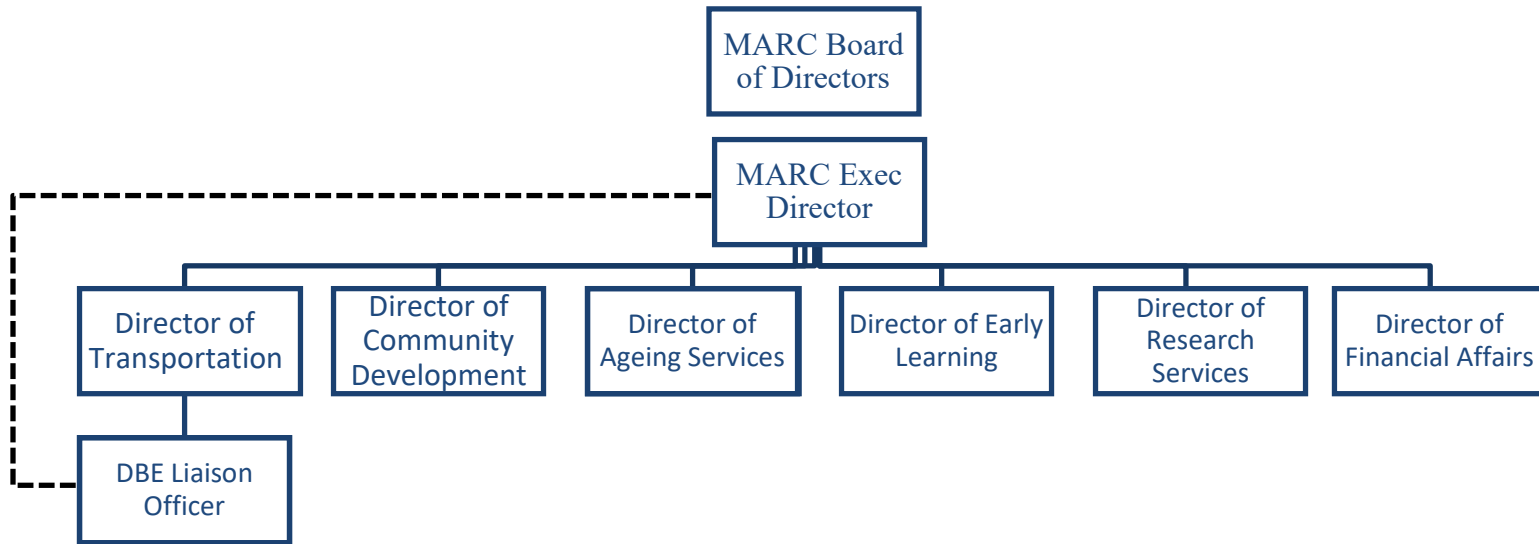 MARC Board
of Directors
MARC Exec
Director
Director of
Transportation
Director of
Community
Development
Director of
Ageing Services
Director of Early
Learning
Director of
Research
Services
Director of
Financial Affairs
DBE Liaison
Officer